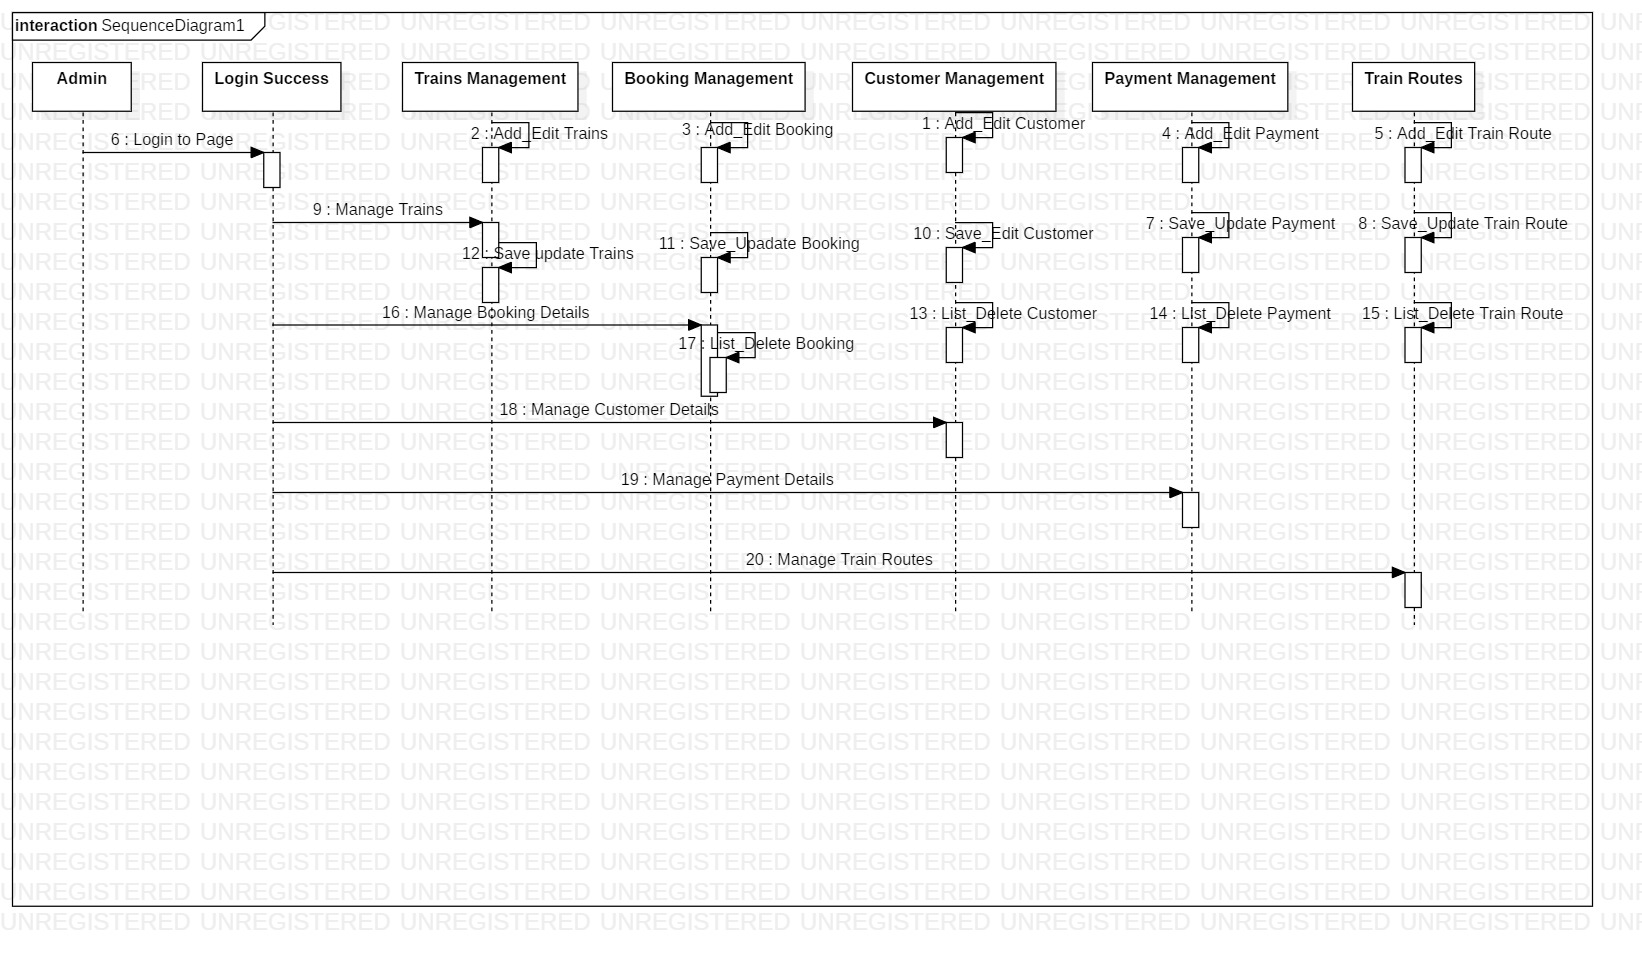 interaction SequenceDiagram1
Admin
Login Success
Trains Management
Booking Management
Customer Management
Payment Management
Train Routes
1 : Add_Edit Customer
3 : Add_Edit Booking
2 : Add_Edit Trains
4 : Add_Edit Payment
5 : Add_Edit Train Route
6 : Login to Page
9 : Manage Trains
7 : Save_Update Payment
8 : Save_Update Train Route
10 : Save_Edit Customer
11 : Save_Upadate Booking
12 : Save update Trains
16 : Manage Booking Details
13 : List_Delete Customer
14 : List_Delete Payment
15 : List_Delete Train Route
17 : List_Delete Booking
18 : Manage Customer Details
19 : Manage Payment Details
20 : Manage Train Routes
UNREGISTERED